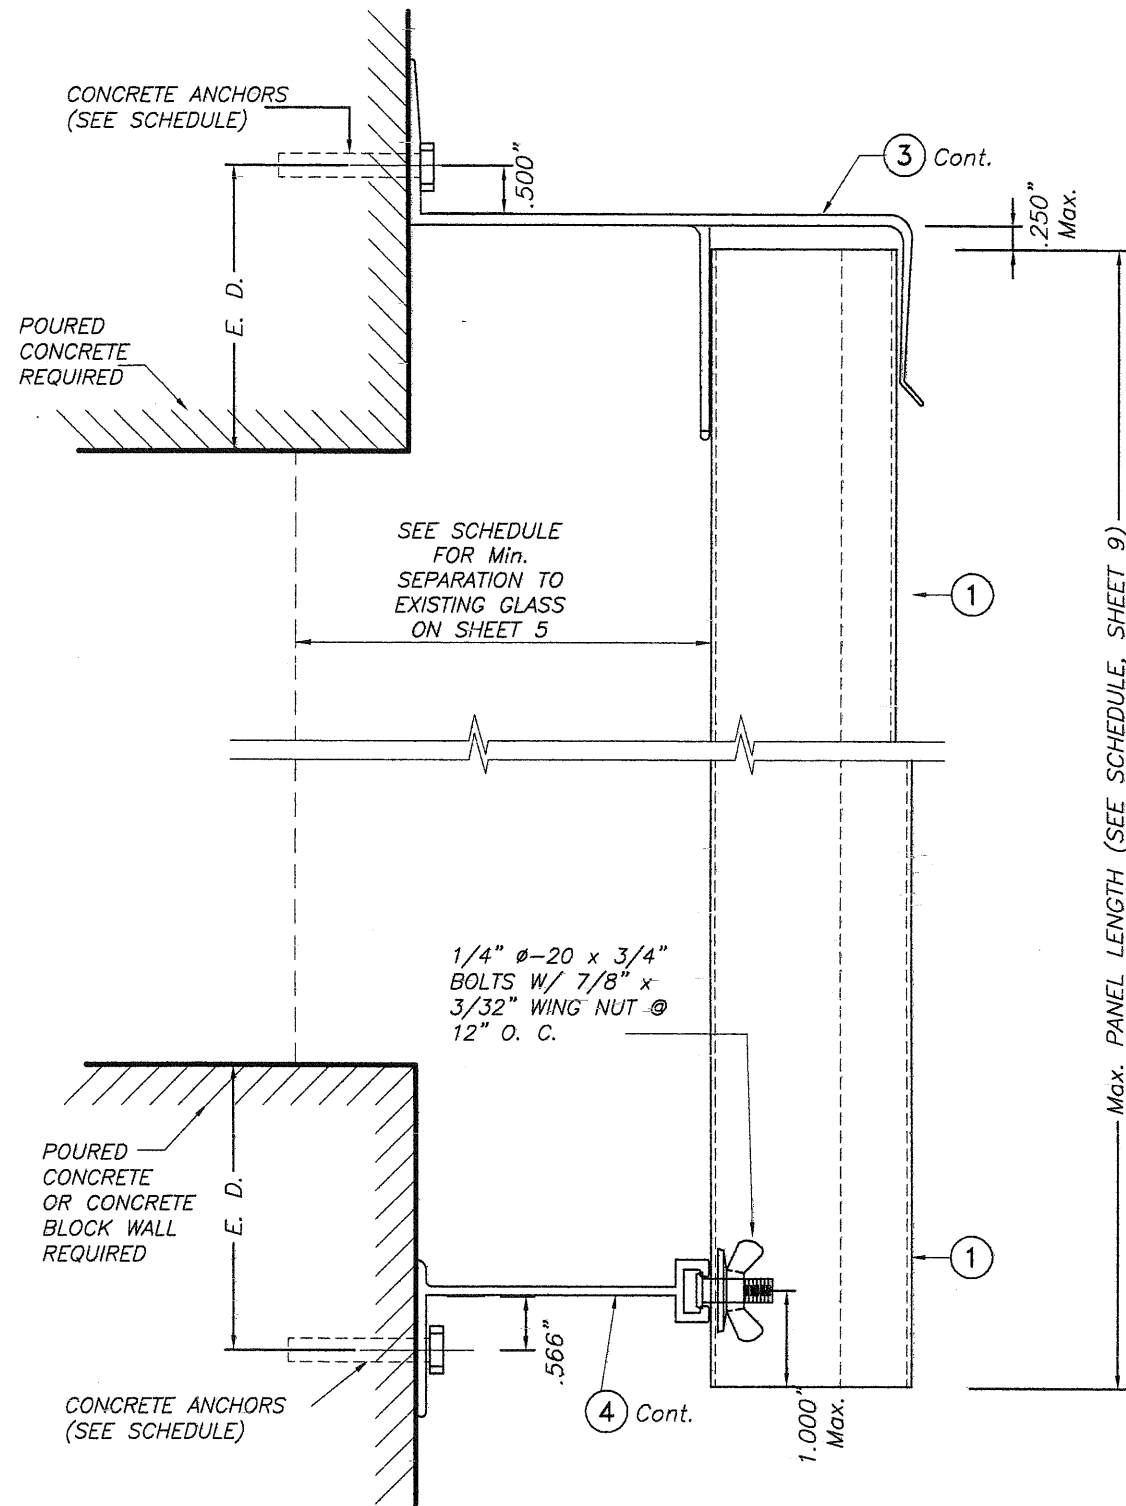 CONCRETE ANCHORS
(SEE SCHEDULE)
.500"
3 Cont.
.250"
Max.
E. D.
POURED
CONCRETE
REQUIRED
SEE SCHEDULE
FOR Min.
SEPARATION TO
EXISTING GLASS
ON SHEET 5
1
Max. PANEL LENGTH (SEE SCHEDULE, SHEET 9)
1/4" ø-20 x 3/4"
BOLTS W/ 7/8" x
3/32" WING NUT @
12" O. C.
POURED
CONCRETE
OR CONCRETE
BLOCK WALL
REQUIRED
E. D.
1
.566"
CONCRETE ANCHORS
(SEE SCHEDULE)
4 Cont.
1.000"
Max.